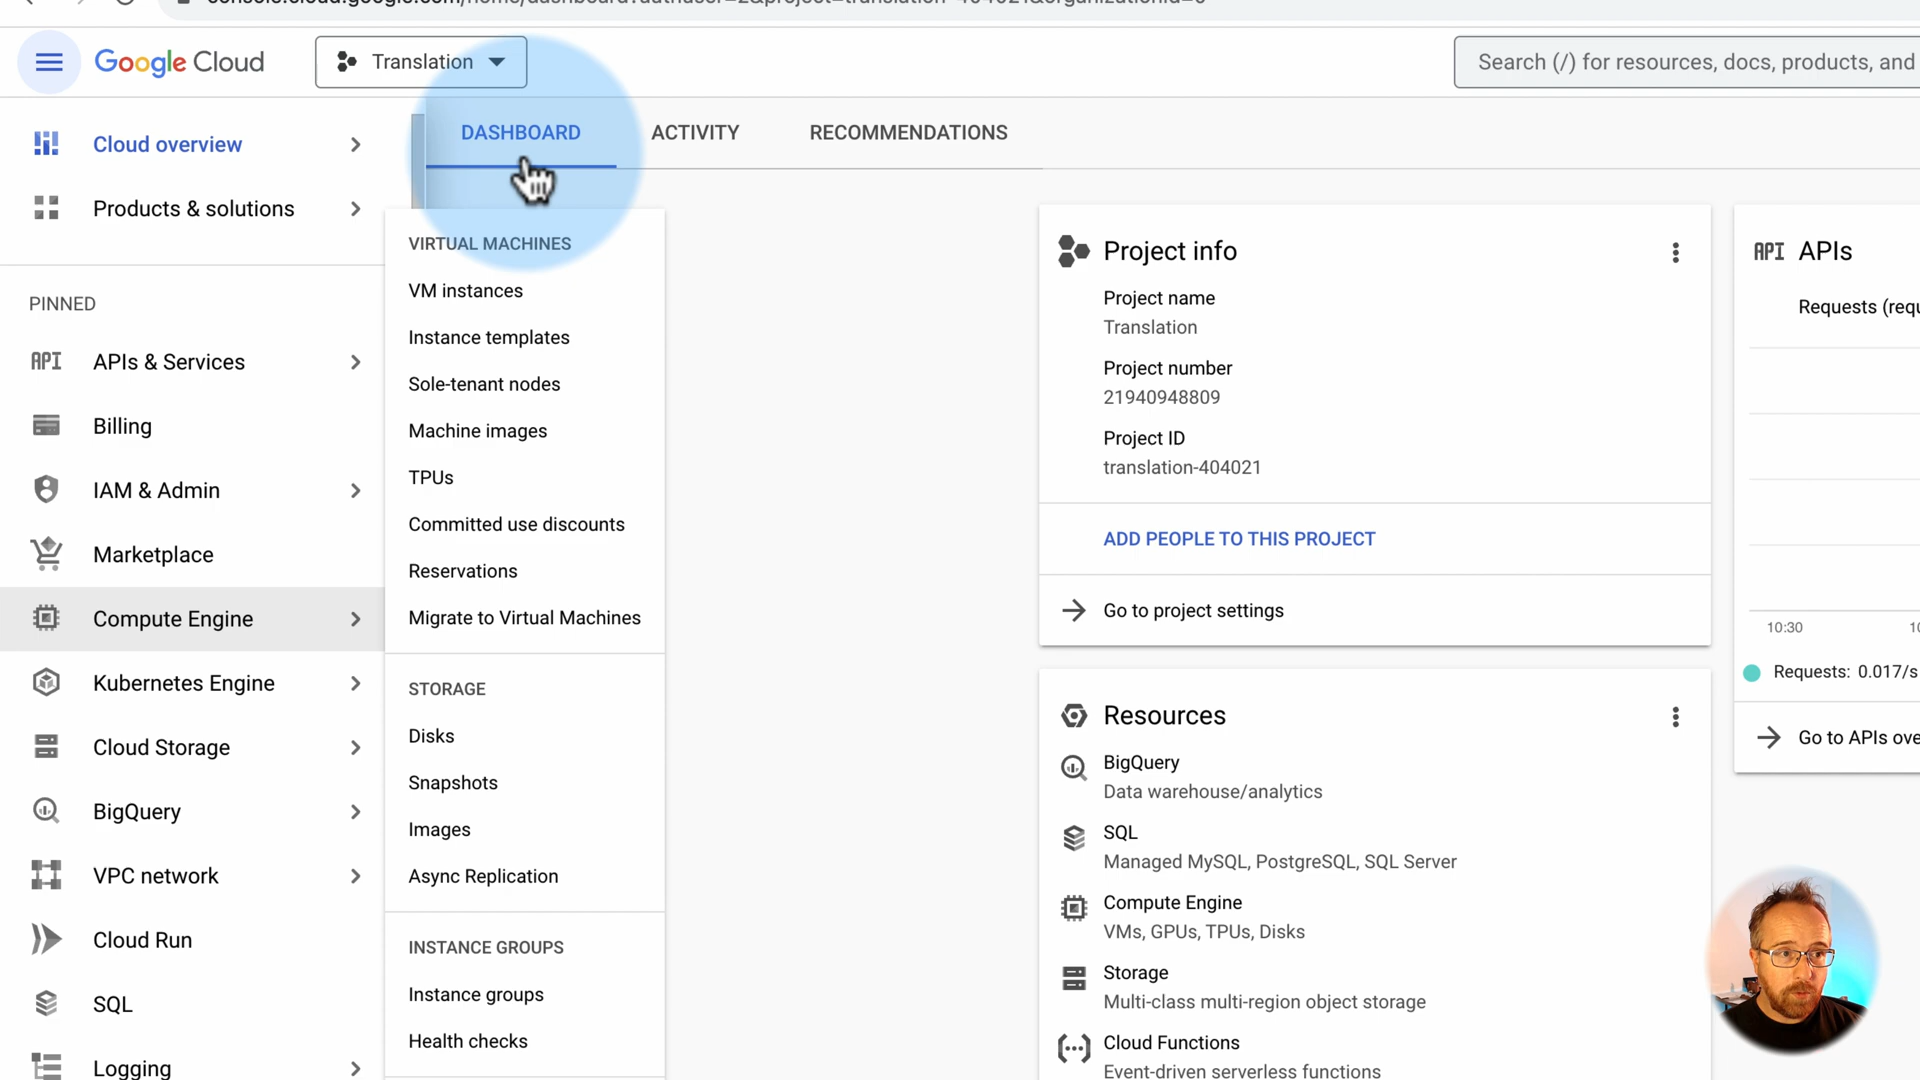 Google Cloud
Translation
Search (/) for resources, docs, products, and
Cloud overview
Products & solutions
PINNED
APIs & Services
Billing
IAM & Admin
Marketplace
Compute Engine
Kubernetes Engine
Cloud Storage
BigQuery
VPC network
Cloud Run
SQL
Logging
DASHBOARD
ACTIVITY
RECOMMENDATIONS
VIRTUAL MACHINES
VM instances
Instance templates
Sole-tenant nodes
Machine images
TPUs
Committed use discounts
Reservations
Migrate to Virtual Machines
STORAGE
Disks
Snapshots
Images
Async Replication
INSTANCE GROUPS
Instance groups
Health checks
Project info
Project name
Translation
Project number
21940948809
Project ID
translation-404021
ADD PEOPLE TO THIS PROJECT
Go to project settings
Resources
BigQuery
Data warehouse/analytics
SQL
Managed MySQL, PostgreSQL, SQL Server
Compute Engine
VMs, GPUs, TPUs, Disks
Storage
Multi-class multi-region object storage
Cloud Functions
Event-driven serverless functions
API APIs
Requests
10:30
Requests: 0.017/s
Go to APIs